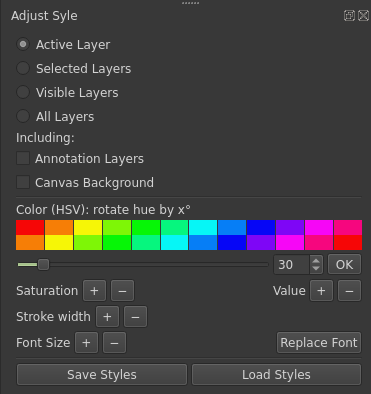 Adjust Syle
Active Layer
Selected Layers
Visible Layers
All Layers
Including:
Annotation Layers
Canvas Background
Color (HSV): rotate hue by x°
30 OK
Saturation + − Value + −
Stroke width + −
Font Size + − Replace Font
Save Styles Load Styles